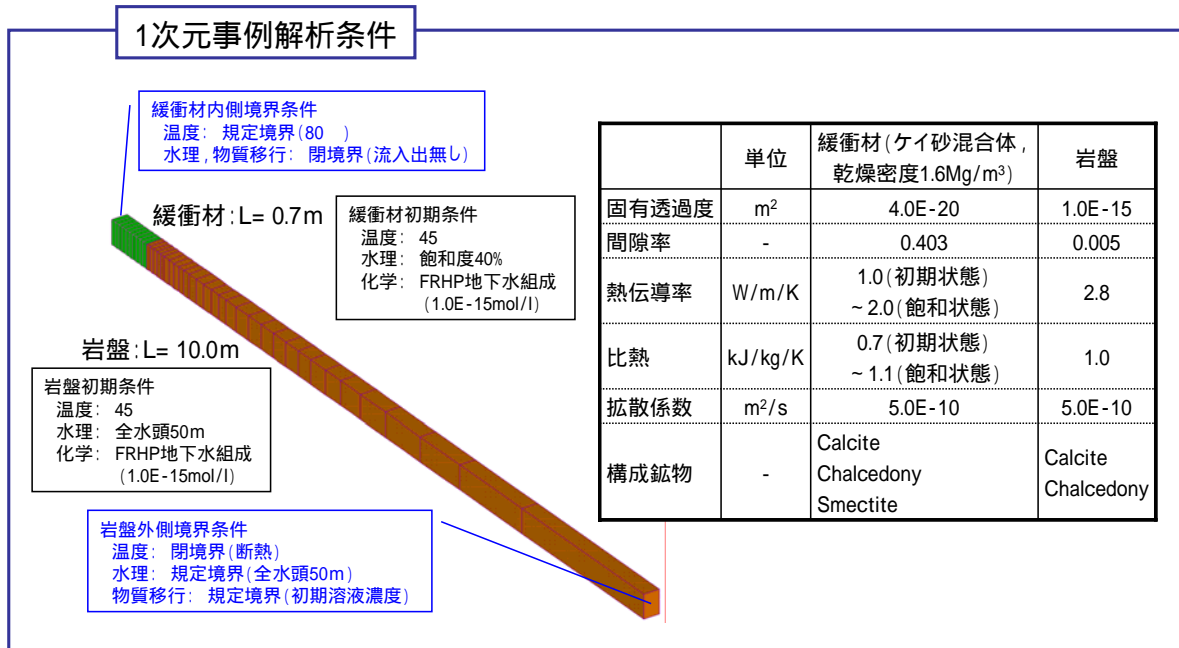 1次元事例解析条件
緩衝材内側境界条件
温度: 規定境界(80　)
水理,物質移行: 閉境界(流入出無し)
緩衝材:L= 0.7m
緩衝材初期条件
温度: 45
水理: 飽和度40%
化学: FRHP地下水組成
(1.0E-15mol/l)
岩盤:L= 10.0m
岩盤初期条件
温度: 45
水理: 全水頭50m
化学: FRHP地下水組成
(1.0E-15mol/l)
岩盤外側境界条件
温度: 閉境界(断熱)
水理: 規定境界(全水頭50m)
物質移行: 規定境界(初期溶液濃度)
単位 緩衝材(ケイ砂混合体, 乾燥密度1.6Mg/m³) 岩盤
固有透過度 m² 4.0E-20 1.0E-15
間隙率 - 0.403 0.005
熱伝導率 W/m/K 1.0(初期状態) ~2.0(飽和状態) 2.8
比熱 kJ/kg/K 0.7(初期状態) ~1.1(飽和状態) 1.0
拡散係数 m²/s 5.0E-10 5.0E-10
構成鉱物 - Calcite Chalcedony Smectite Calcite Chalcedony